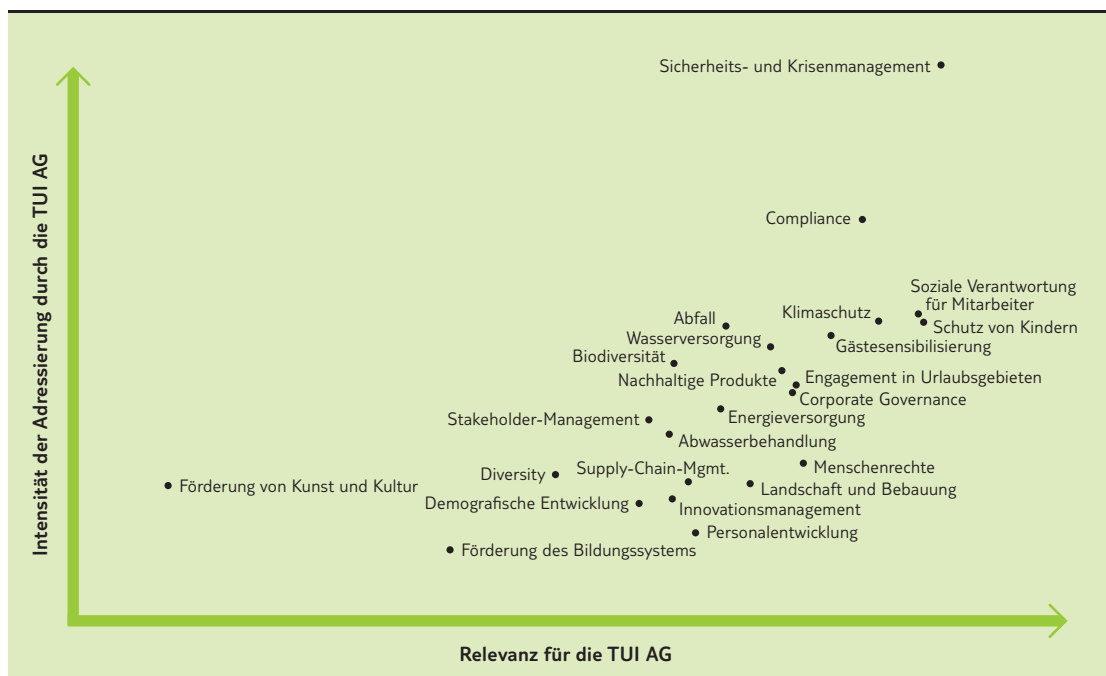 Sicherheits- und Krisenmanagement
Compliance
Soziale Verantwortung
für Mitarbeiter
Klimaschutz
Abfall
Schutz von Kindern
Wasserversorgung
Gästesensibilisierung
Biodiversität
Nachhaltige Produkte
Engagement in Urlaubsgebieten
Corporate Governance
Stakeholder-Management
Energieversorgung
Abwasserbehandlung
Supply-Chain-Mgmt.
Menschenrechte
Diversity
Förderung von Kunst und Kultur
Landschaft und Bebauung
Demografische Entwicklung
Innovationsmanagement
Personalentwicklung
Förderung des Bildungssystems
Intensität der Adressierung durch die TUI AG
Relevanz für die TUI AG